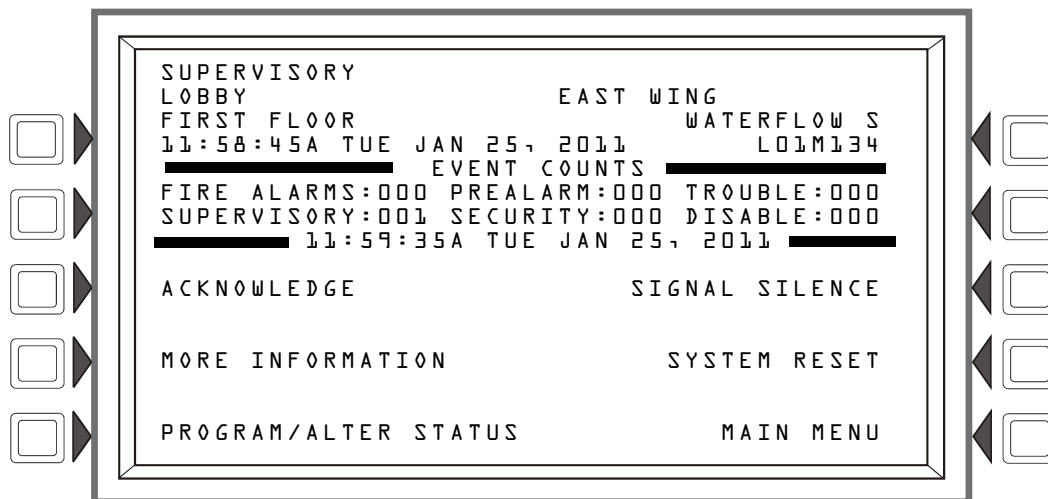 SUPERVISORY
LOBBY EAST WING
FIRST FLOOR WATERFLOW S
11:58:45A TUE JAN 25, 2011 L01M134
EVENT COUNTS
FIRE ALARMS:000 PREALARM:000 TROUBLE:000
SUPERVISORY:001 SECURITY:000 DISABLE:000
11:59:35A TUE JAN 25, 2011
ACKNOWLEDGE SIGNAL SILENCE
MORE INFORMATION SYSTEM RESET
PROGRAM/ALTER STATUS MAIN MENU